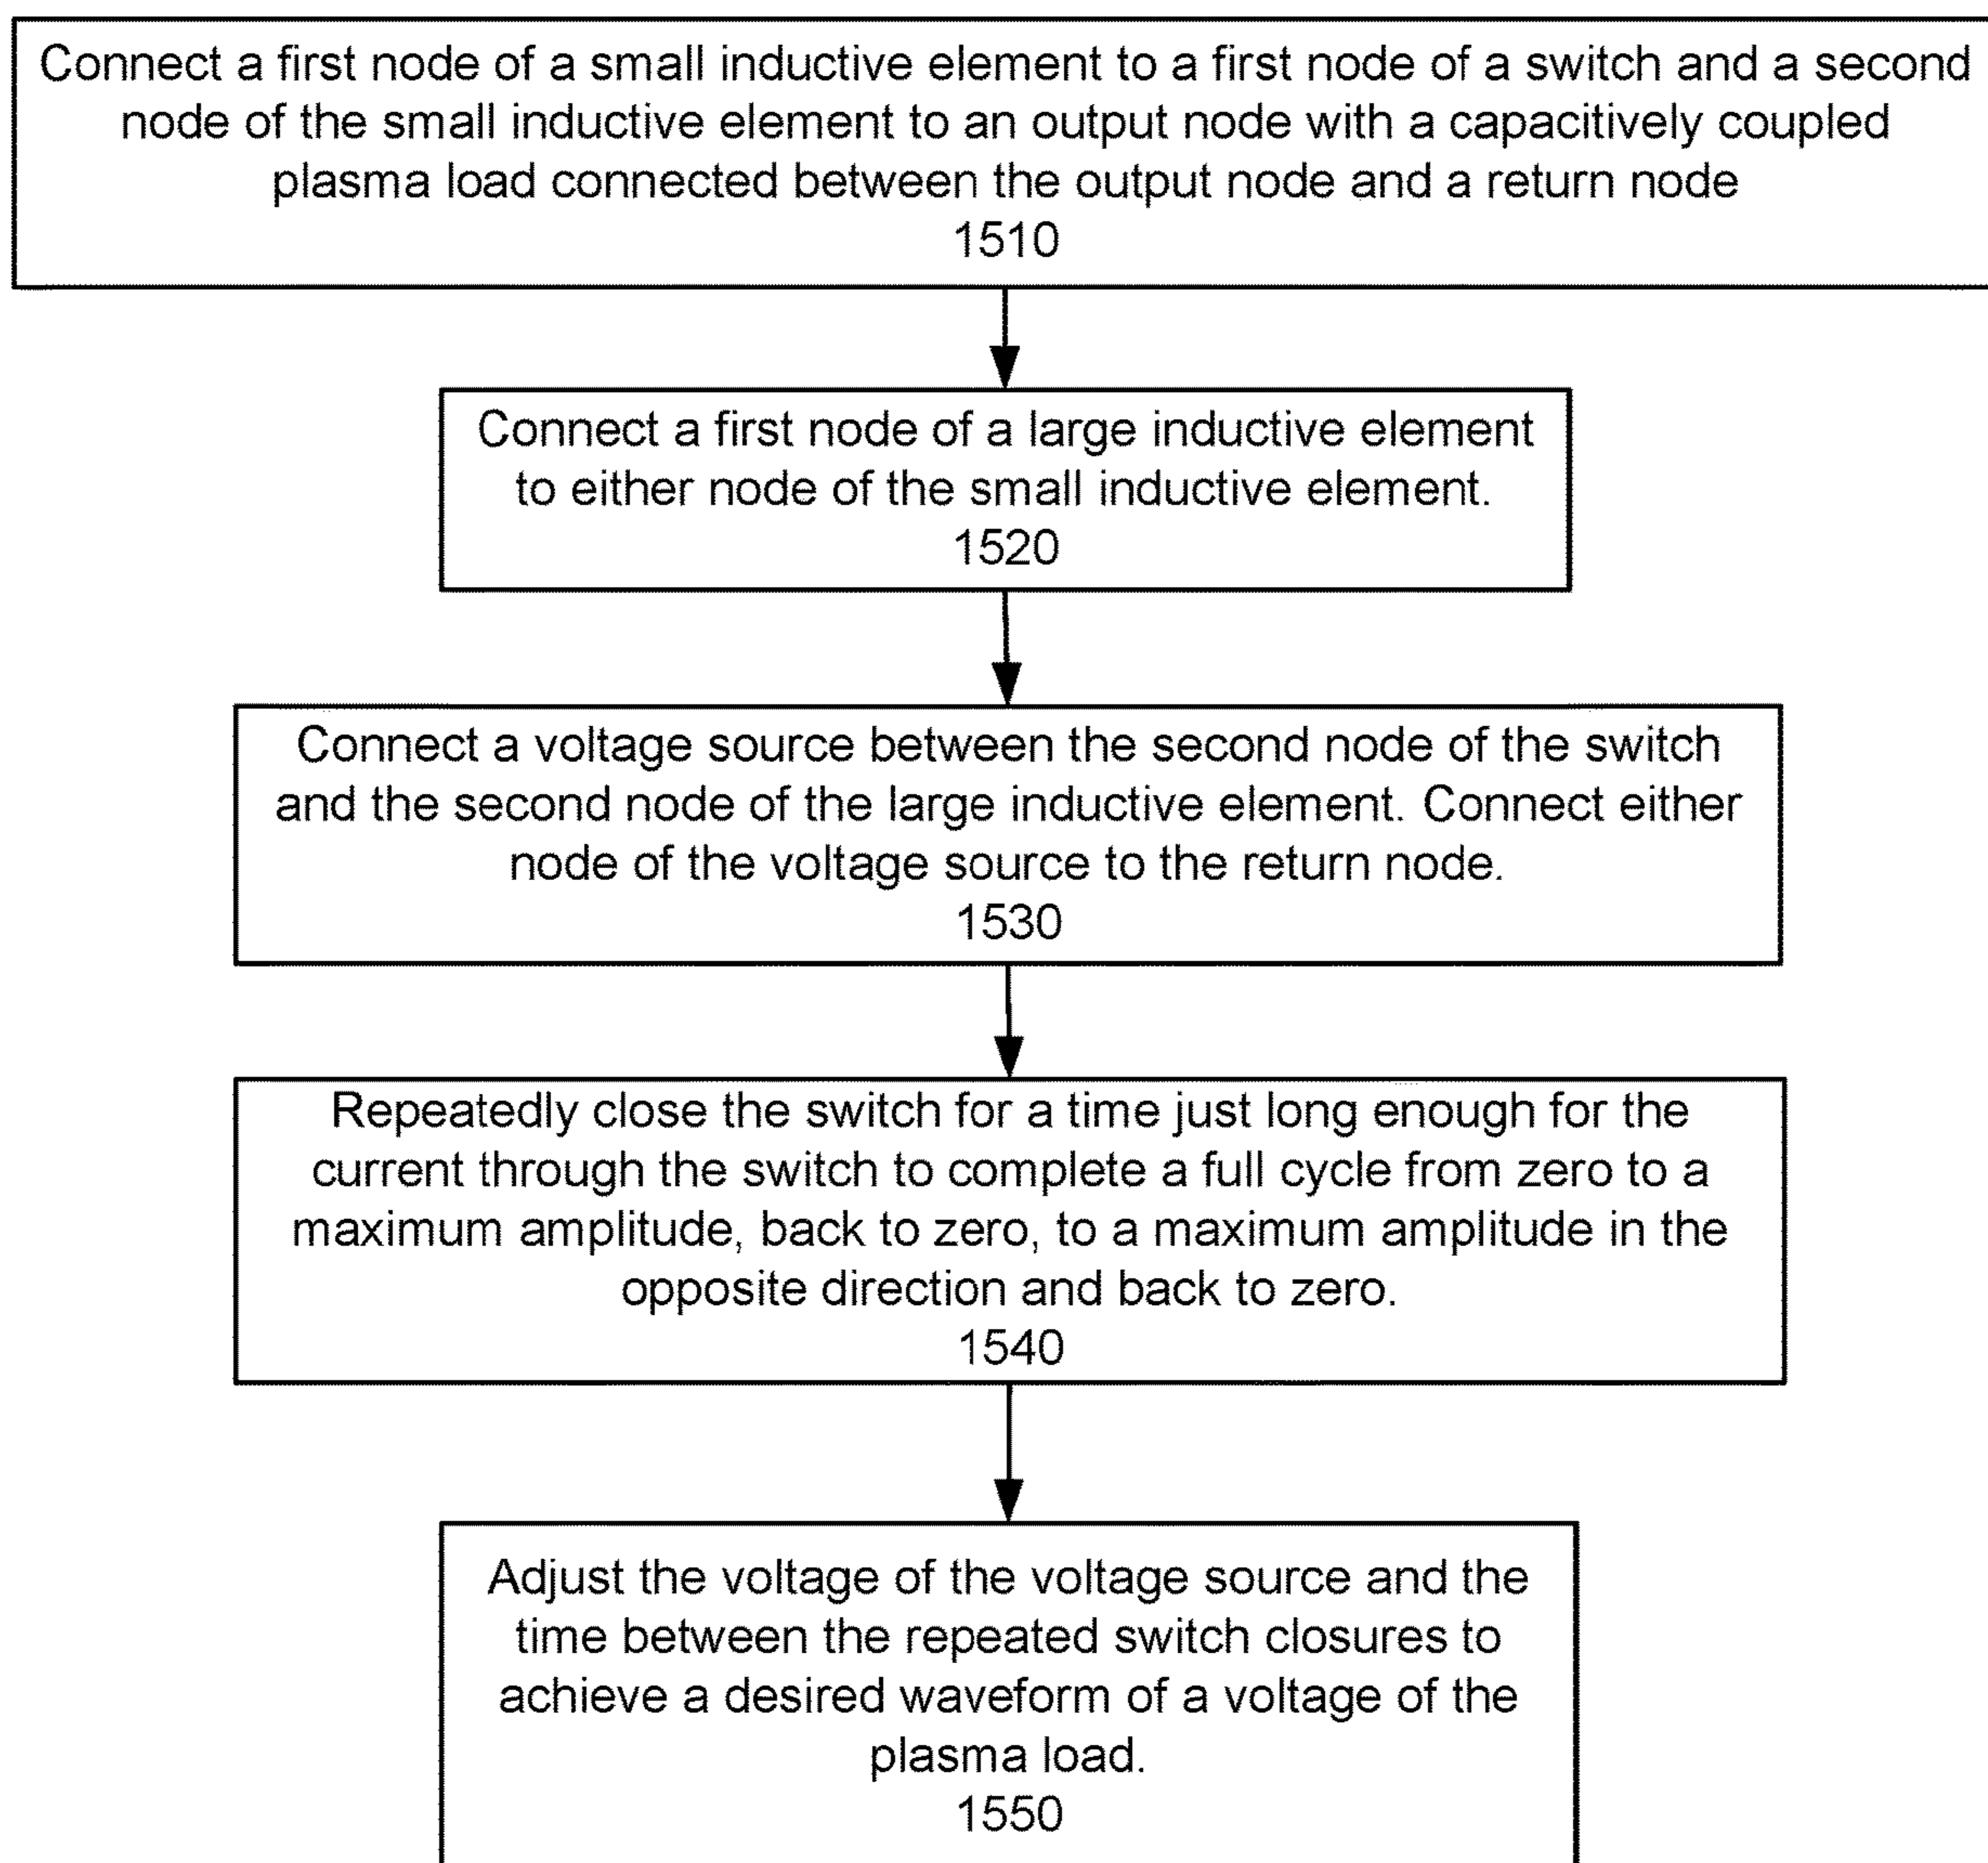 Connect a first node of a small inductive element to a first node of a switch and a second
node of the small inductive element to an output node with a capacitively coupled
plasma load connected between the output node and a return node
1510
Connect a first node of a large inductive element
to either node of the small inductive element.
1520
Connect a voltage source between the second node of the switch
and the second node of the large inductive element. Connect either
node of the voltage source to the return node.
1530
Repeatedly close the switch for a time just long enough for the
current through the switch to complete a full cycle from zero to a
maximum amplitude, back to zero, to a maximum amplitude in the
opposite direction and back to zero.
1540
Adjust the voltage of the voltage source and the
time between the repeated switch closures to
achieve a desired waveform of a voltage of the
plasma load.
1550